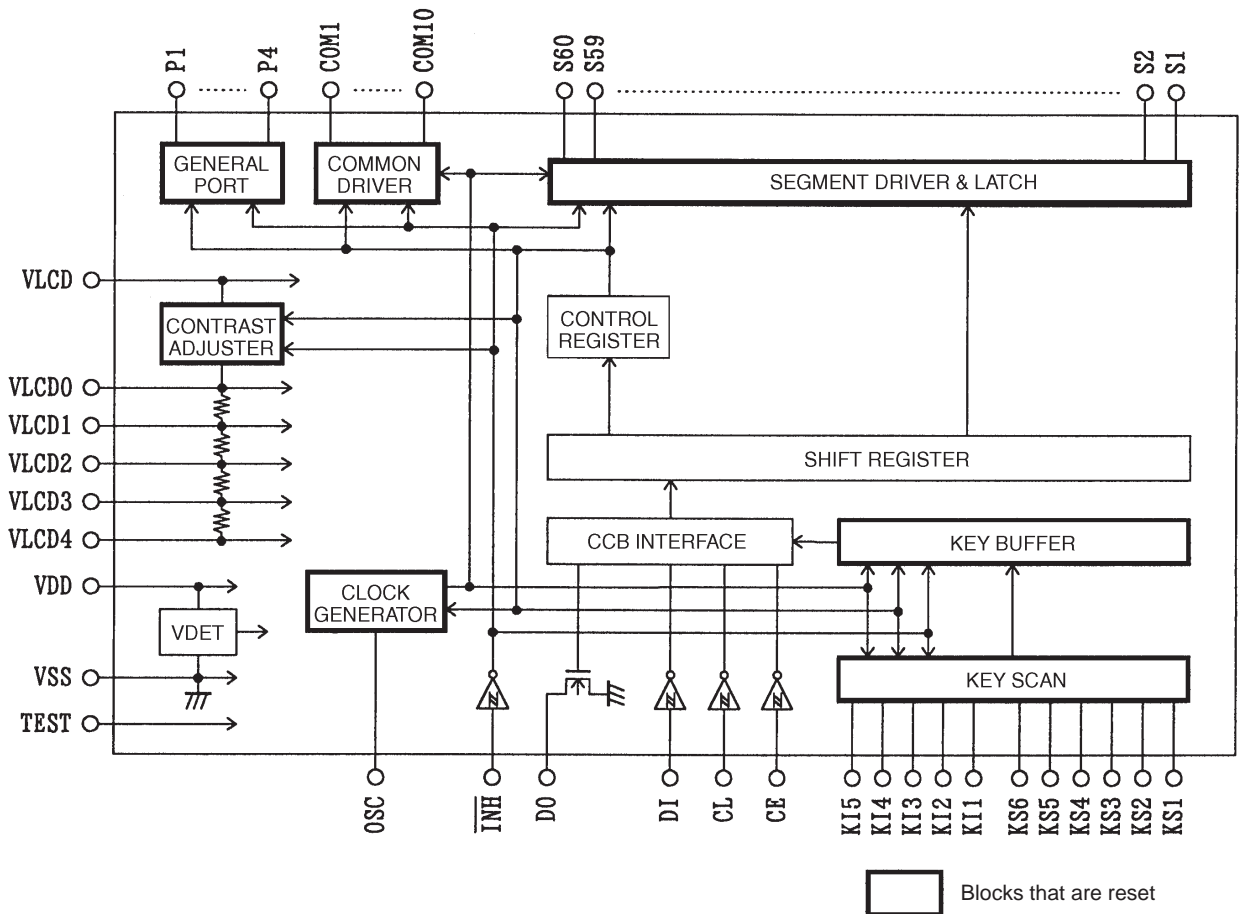 P1
P4
COM1
COM10
S60
S59
S2
S1
GENERAL
PORT
COMMON
DRIVER
SEGMENT DRIVER & LATCH
VLCD
CONTRAST
ADJUSTER
CONTROL
REGISTER
VLCD0
VLCD1
VLCD2
VLCD3
VLCD4
SHIFT REGISTER
CCB INTERFACE
KEY BUFFER
VDD
CLOCK
GENERATOR
VDET
VSS
KEY SCAN
TEST
OSC
INH
DO
DI
CL
CE
KI5
KI4
KI3
KI2
KI1
KS6
KS5
KS4
KS3
KS2
KS1
Blocks that are reset